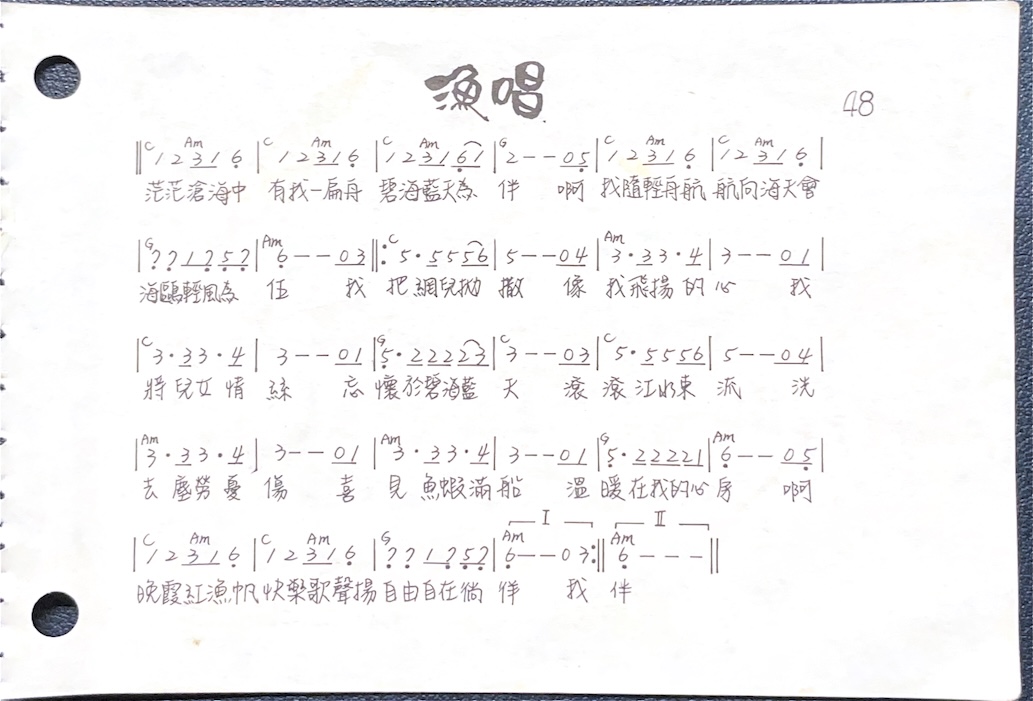 漁唱
48
C Am C Am C Am G C Am C Am
‖ 1 2 3 1 6 | 1 2 3 1 6 | 1 2 3 1 6 1 | 2 - - 0 5 | 1 2 3 1 6 | 1 2 3 1 6 |
茫茫滄海中 有找一扁舟 碧海藍天為 伴 啊 找隨輕舟航 航向海天會
G Am C Am
| 7 7 1 7 5 7 | 6 - - 0 3 ‖: 5 · 5 5 5 6 | 5 - - 0 4 | 3 · 3 3 · 4 | 3 - - 0 1 |
海鷗輕風為 伍 找 把網兒拋 撒 像 找飛揚的心 找
C G C C
| 3 · 3 3 · 4 | 3 - - 0 1 | 5 · 2 2 2 2 3 | 3 - - 0 3 | 5 · 5 5 5 6 | 5 - - 0 4 |
將兒女情 絲 忘 懷於碧海藍 天 滾 滾江水東 流 洗
Am Am G Am
| 3 · 3 3 · 4 | 3 - - 0 1 | 3 · 3 3 · 4 | 3 - - 0 1 | 5 · 2 2 2 2 1 | 6 - - 0 5 |
去塵勞憂 傷 喜 見魚蝦滿船 溫 暖在找的心房 啊
I II
C Am C Am G Am Am
| 1 2 3 1 6 | 1 2 3 1 6 | 7 7 1 7 5 7 | 6 - - 0 3 :‖ 6 - - - ‖
晚霞紅漁帆 快樂歌聲揚 自由自在徜 徉 找 伴